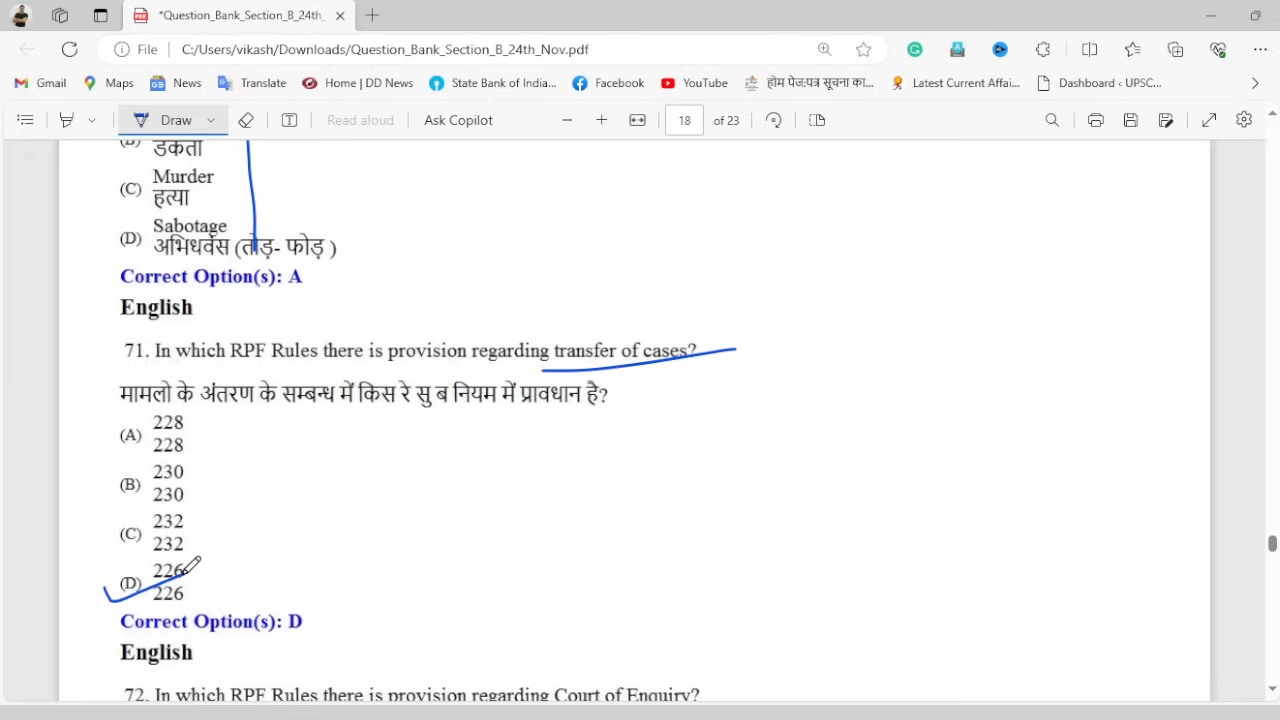 *Question_Bank_Section_B_24th_
File
C:/Users/vikash/Downloads/Question_Bank_Section_B_24th_Nov.pdf
Gmail
Maps
News
Translate
Home | DD News
State Bank of India...
Facebook
YouTube
होम पेज:पत्र सूचना का...
Latest Current Affai...
Dashboard ‹ UPSC...
Draw
Read aloud
Ask Copilot
18 of 23
डकैती
(C) Murder
हत्या
(D) Sabotage
अभिधर्वंस (तोड़- फोड़ )
Correct Option(s): A
English
71. In which RPF Rules there is provision regarding transfer of cases?
मामलो के अंतरण के सम्बन्ध में किस रे सु ब नियम में प्रावधान है?
(A) 228
228
(B) 230
230
(C) 232
232
(D) 226
226
Correct Option(s): D
English
72. In which RPF Rules there is provision regarding Court of Enquiry?